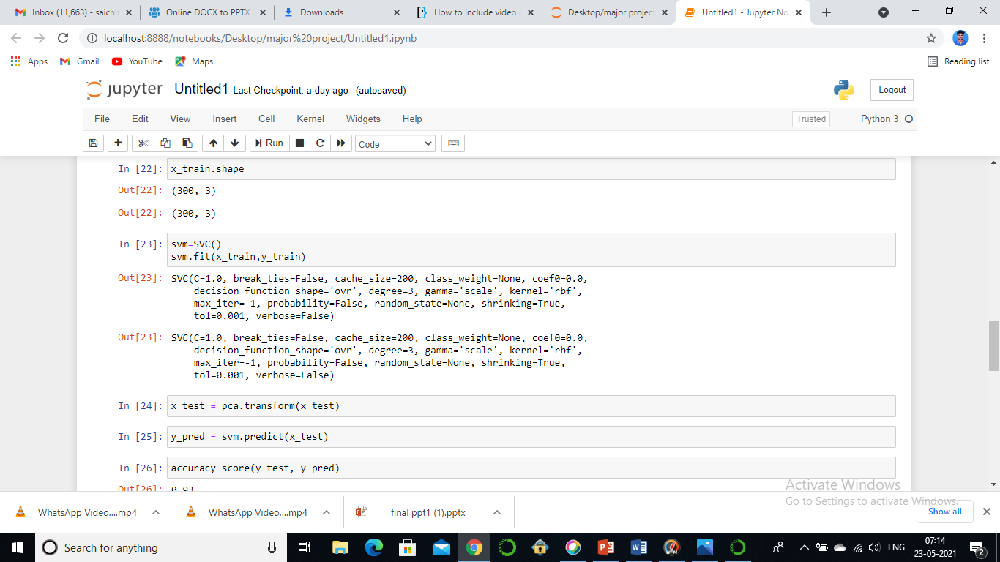 Inbox (11,663) - saichit
Online DOCX to PPTX
Downloads
How to include video (
Desktop/major project
Untitled1 - Jupyter No
localhost:8888/notebooks/Desktop/major%20project/Untitled1.ipynb
Apps
Gmail
YouTube
Maps
Reading list
jupyter
Untitled1 Last Checkpoint: a day ago (autosaved)
Logout
File
Edit
View
Insert
Cell
Kernel
Widgets
Help
Trusted
Python 3
Run
Code
In [22]: x_train.shape
Out[22]: (300, 3)
Out[22]: (300, 3)
In [23]: svm=SVC()
svm.fit(x_train,y_train)
Out[23]: SVC(C=1.0, break_ties=False, cache_size=200, class_weight=None, coef0=0.0,
decision_function_shape='ovr', degree=3, gamma='scale', kernel='rbf',
max_iter=-1, probability=False, random_state=None, shrinking=True,
tol=0.001, verbose=False)
Out[23]: SVC(C=1.0, break_ties=False, cache_size=200, class_weight=None, coef0=0.0,
decision_function_shape='ovr', degree=3, gamma='scale', kernel='rbf',
max_iter=-1, probability=False, random_state=None, shrinking=True,
tol=0.001, verbose=False)
In [24]: x_test = pca.transform(x_test)
In [25]: y_pred = svm.predict(x_test)
In [26]: accuracy_score(y_test, y_pred)
Out[26]: 0.93
Activate Windows
Go to Settings to activate Windows.
WhatsApp Video....mp4
WhatsApp Video....mp4
final ppt1 (1).pptx
Show all
Search for anything
ENG
07:14
23-05-2021
2